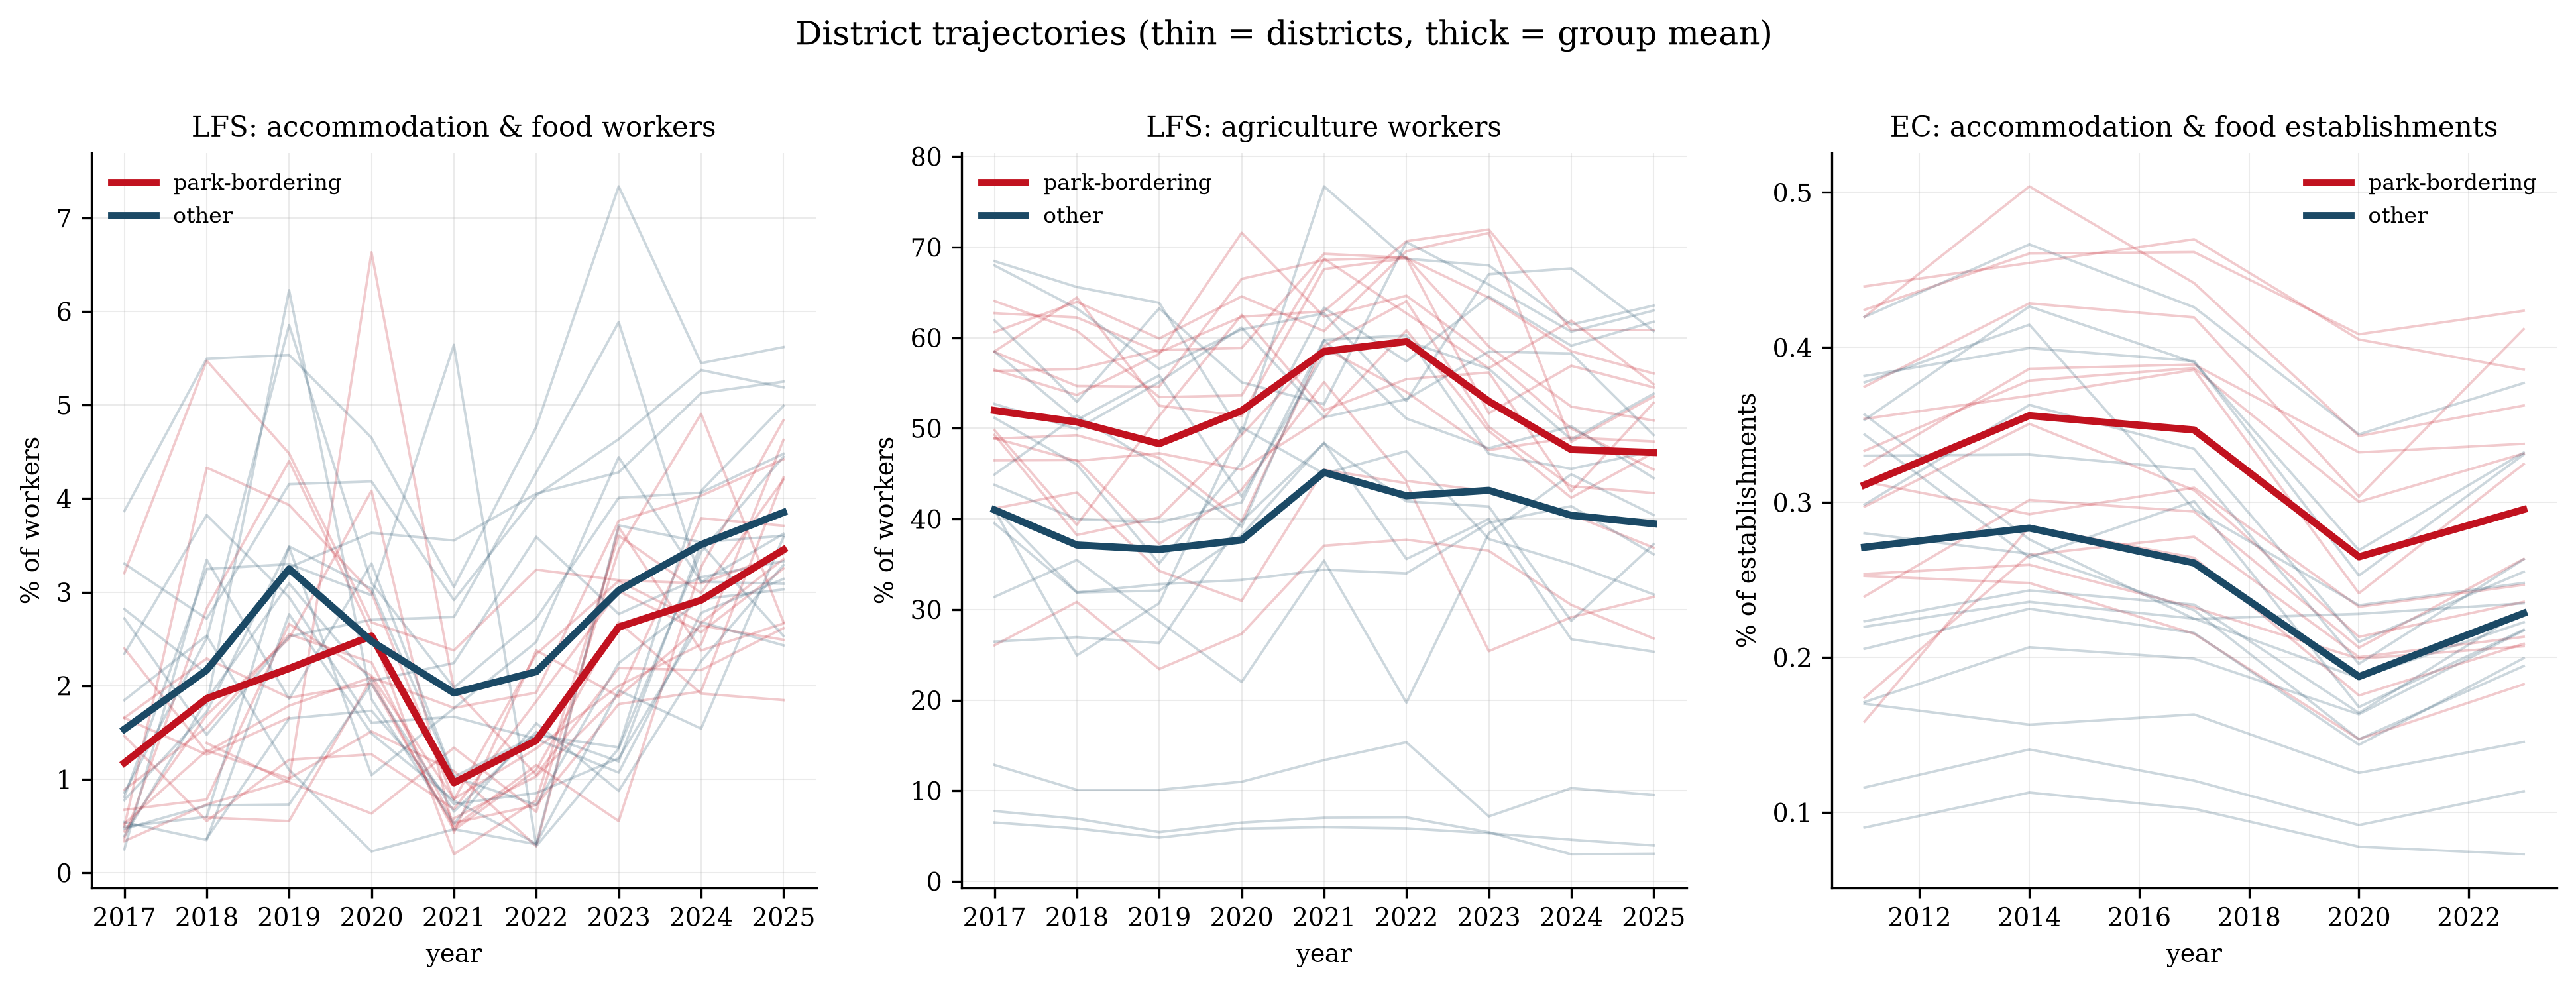 District trajectories (thin = districts, thick = group mean)
LFS: accommodation & food workers
park-bordering
other
% of workers
7
6
5
4
3
2
1
0
2017 2018 2019 2020 2021 2022 2023 2024 2025
year
LFS: agriculture workers
park-bordering
other
% of workers
80
70
60
50
40
30
20
10
0
2017 2018 2019 2020 2021 2022 2023 2024 2025
year
EC: accommodation & food establishments
park-bordering
other
% of establishments
0.5
0.4
0.3
0.2
0.1
2012 2014 2016 2018 2020 2022
year